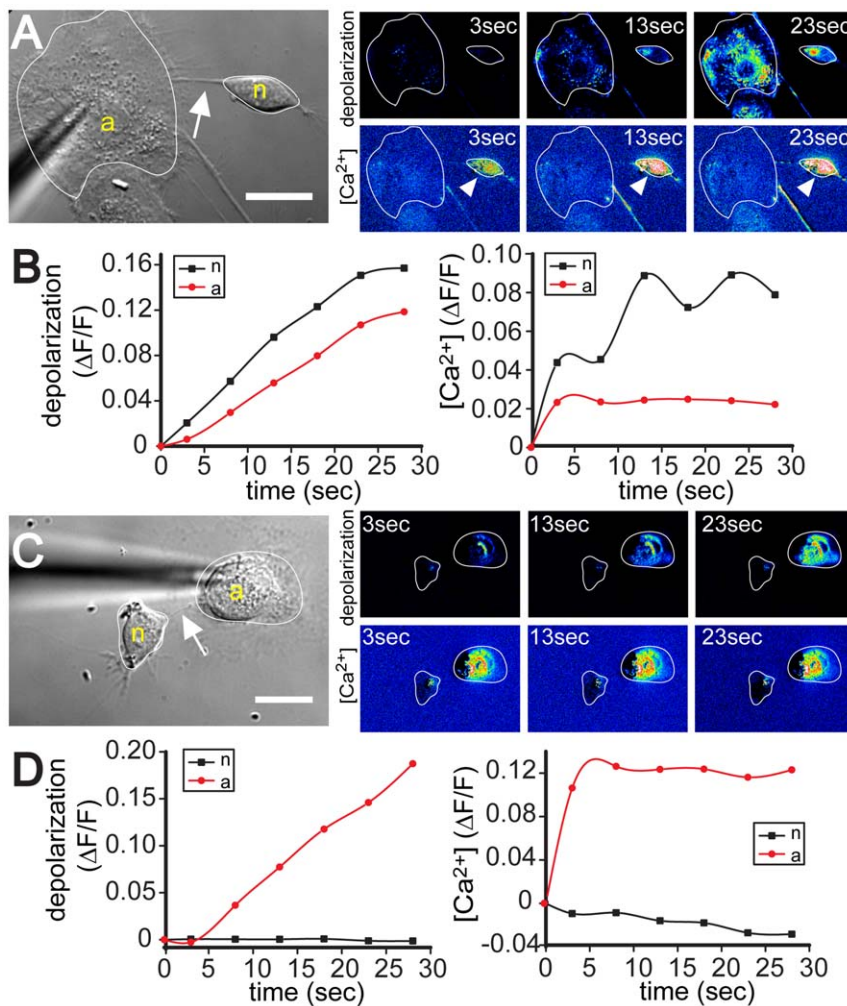 A
a
n
depolarization
3sec
13sec
23sec
[Ca²⁺]
3sec
13sec
23sec
B
depolarization
(ΔF/F)
0.16
0.12
0.08
0.04
0
n
a
0 5 10 15 20 25 30
time (sec)
[Ca²⁺] (ΔF/F)
0.10
0.08
0.06
0.04
0.02
0
n
a
0 5 10 15 20 25 30
time (sec)
C
a
n
depolarization
3sec
13sec
23sec
[Ca²⁺]
3sec
13sec
23sec
D
depolarization
(ΔF/F)
0.20
0.15
0.10
0.05
0
n
a
0 5 10 15 20 25 30
time (sec)
[Ca²⁺] (ΔF/F)
0.12
0.08
0.04
0
-0.04
n
a
0 5 10 15 20 25 30
time (sec)